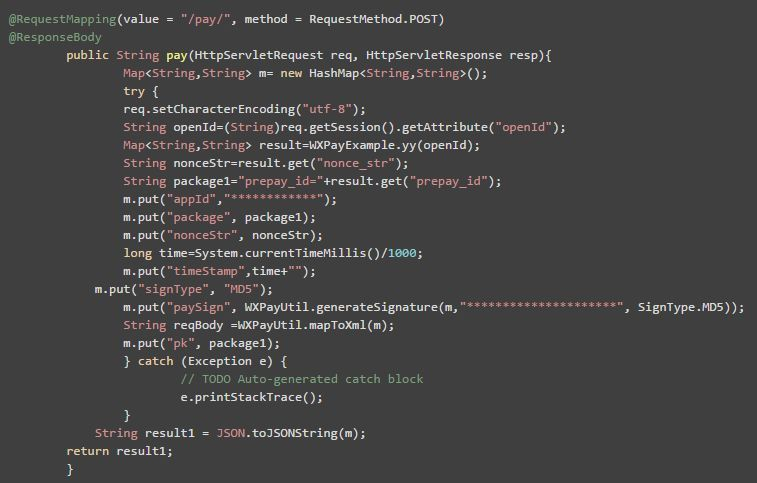 @RequestMapping(value = "/pay/", method = RequestMethod.POST)
@ResponseBody
public String pay(HttpServletRequest req, HttpServletResponse resp){
Map<String,String> m= new HashMap<String,String>();
try {
req.setCharacterEncoding("utf-8");
String openId=(String)req.getSession().getAttribute("openId");
Map<String,String> result=WXPayExample.yy(openId);
String nonceStr=result.get("nonce_str");
String package1="prepay_id="+result.get("prepay_id");
m.put("appId","************");
m.put("package", package1);
m.put("nonceStr", nonceStr);
long time=System.currentTimeMillis()/1000;
m.put("timeStamp",time+"");
m.put("signType", "MD5");
m.put("paySign", WXPayUtil.generateSignature(m,"*********************", SignType.MD5));
String reqBody =WXPayUtil.mapToXml(m);
m.put("pk", package1);
} catch (Exception e) {
// TODO Auto-generated catch block
e.printStackTrace();
}
String result1 = JSON.toJSONString(m);
return result1;
}